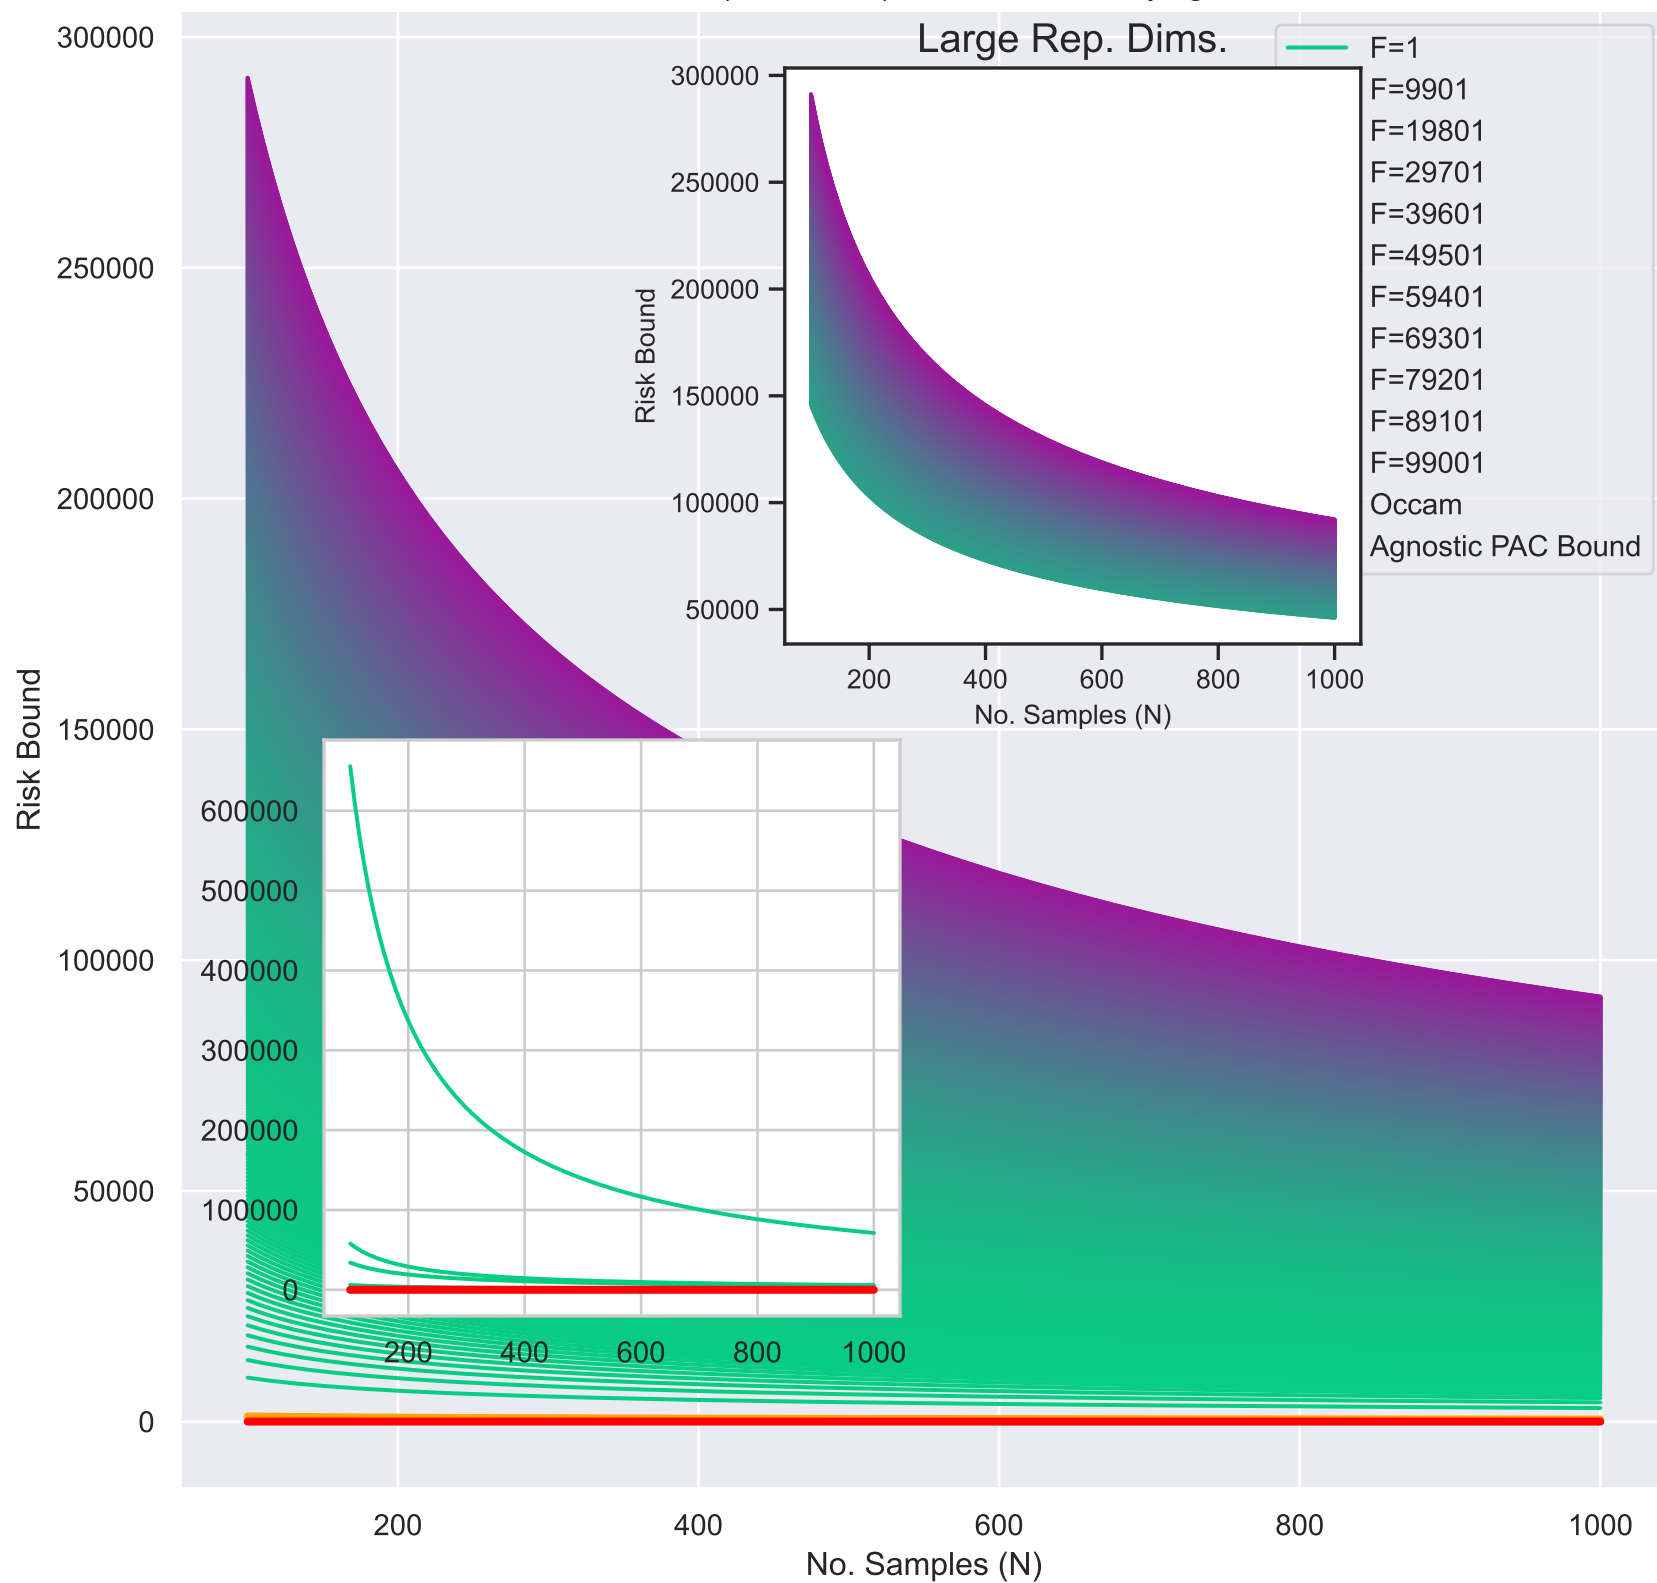 Large Rep. Dims.
300000
250000
200000
150000
100000
50000
0
Risk Bound
200
400
600
800
1000
No. Samples (N)
300000
250000
200000
150000
100000
50000
Risk Bound
200
400
600
800
1000
No. Samples (N)
F=1
F=9901
F=19801
F=29701
F=39601
F=49501
F=59401
F=69301
F=79201
F=89101
F=99001
Occam
Agnostic PAC Bound
600000
500000
400000
300000
200000
100000
0
200
400
600
800
1000